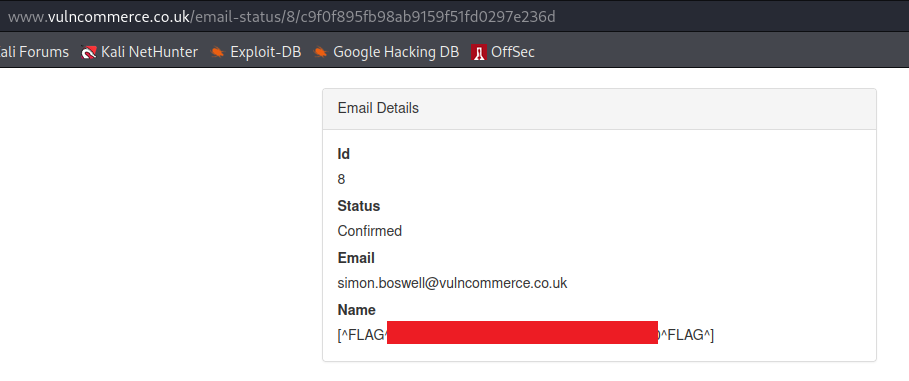 www.vulncommerce.co.uk/email-status/8/c9f0f895fb98ab9159f51fd0297e236d
ali Forums Kali NetHunter Exploit-DB Google Hacking DB OffSec
Email Details
Id
8
Status
Confirmed
Email
simon.boswell@vulncommerce.co.uk
Name
[^FLAG^ ^FLAG^]